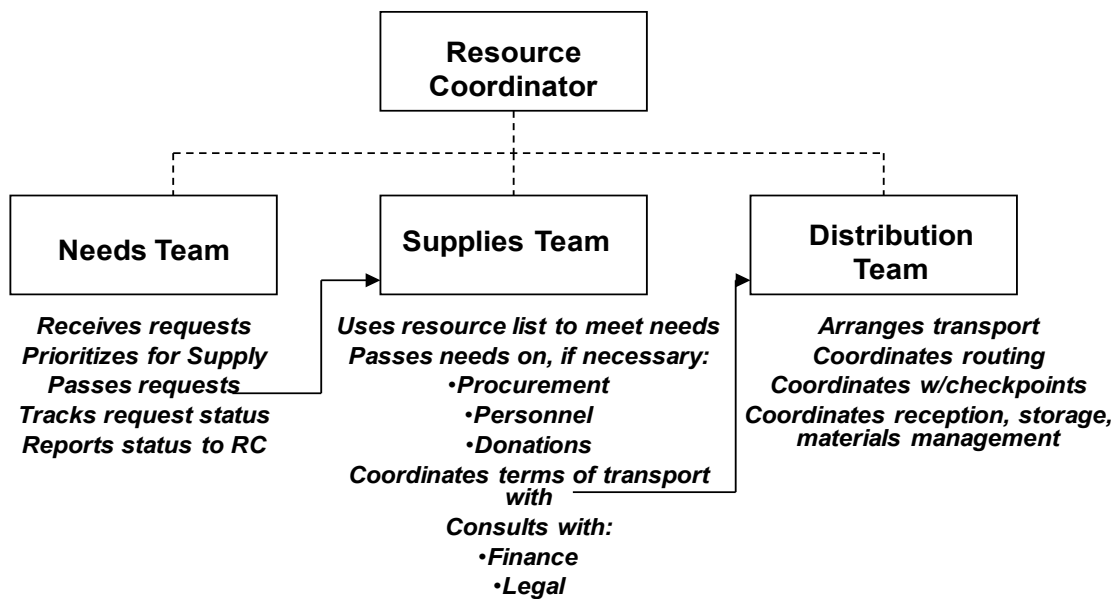 Resource
Coordinator
Needs Team
Receives requests
Prioritizes for Supply
Passes requests
Tracks request status
Reports status to RC
Supplies Team
Uses resource list to meet needs
Passes needs on, if necessary:
•Procurement
•Personnel
•Donations
Coordinates terms of transport
with
Consults with:
•Finance
•Legal
Distribution
Team
Arranges transport
Coordinates routing
Coordinates w/checkpoints
Coordinates reception, storage,
materials management